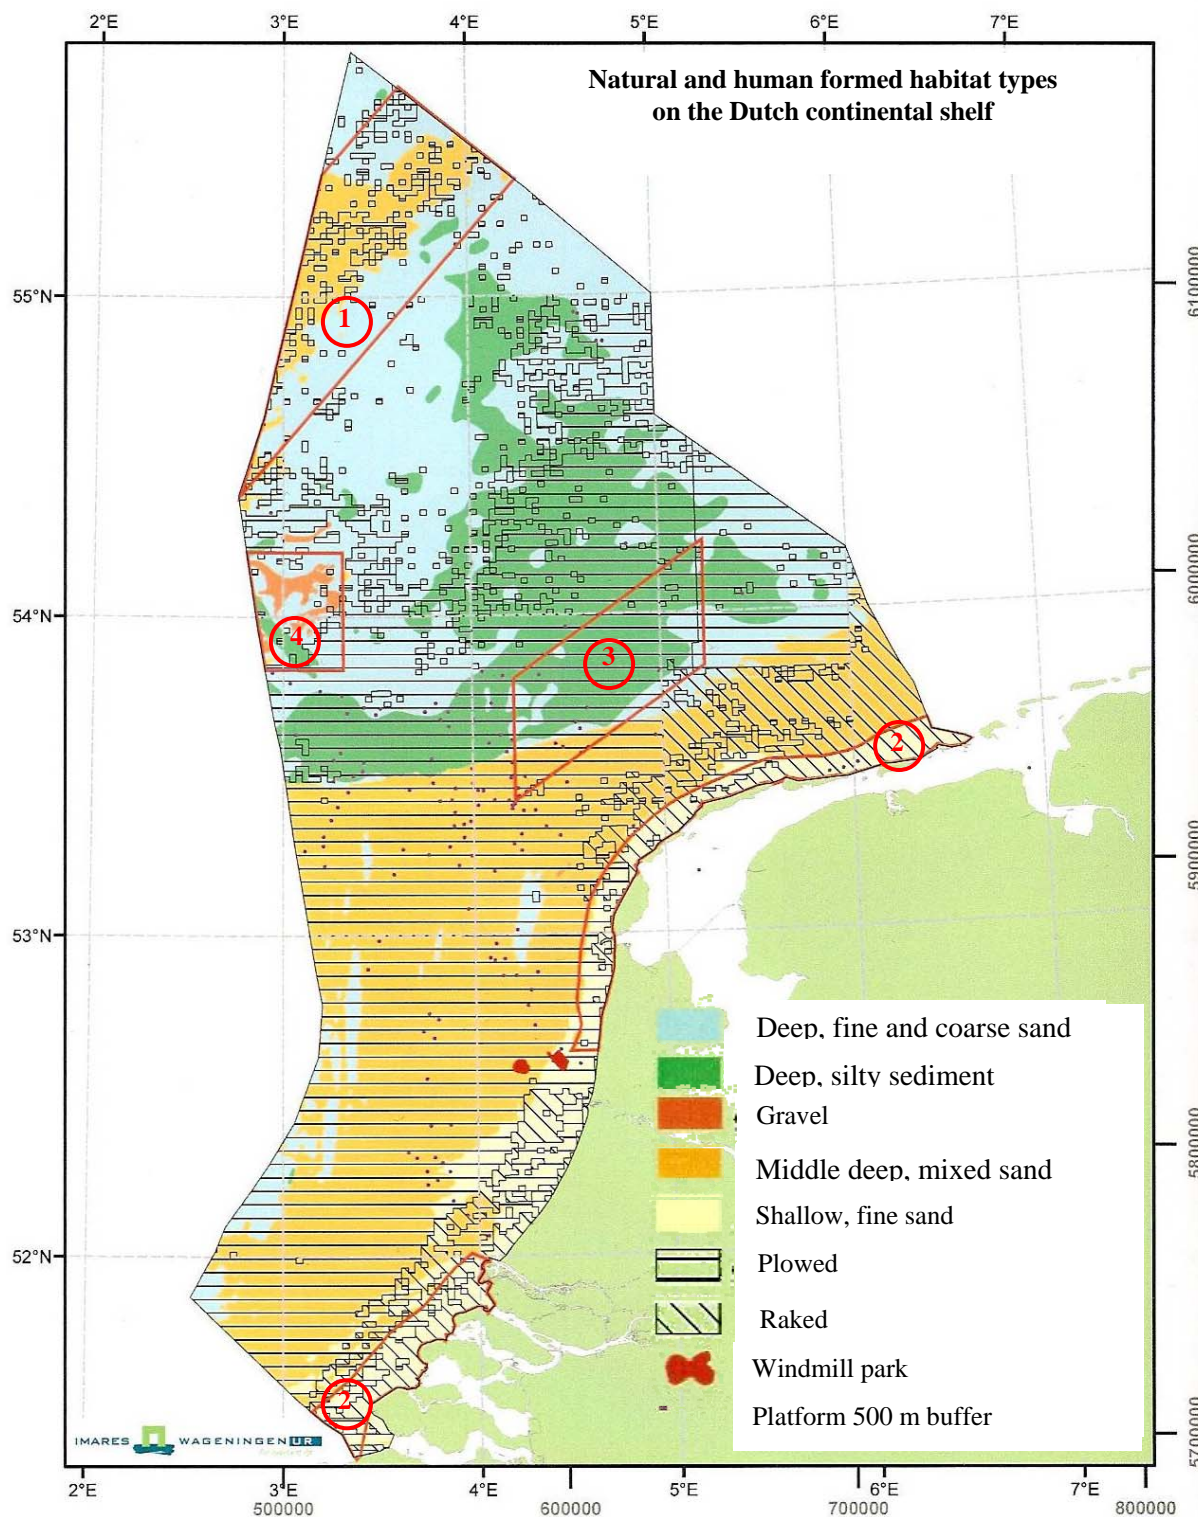 2°E 3°E 4°E 5°E 6°E 7°E
Natural and human formed habitat types
on the Dutch continental shelf
55°N
6100000
1
6000000
54°N
4
3
2
5900000
53°N
Deep, fine and coarse sand
Deep, silty sediment
Gravel
5800000
Middle deep, mixed sand
Shallow, fine sand
52°N
Plowed
Raked
Windmill park
2
Platform 500 m buffer
IMARES WAGENINGEN UR
5700000
2°E 3°E 4°E 5°E 6°E 7°E
500000 600000 700000 800000